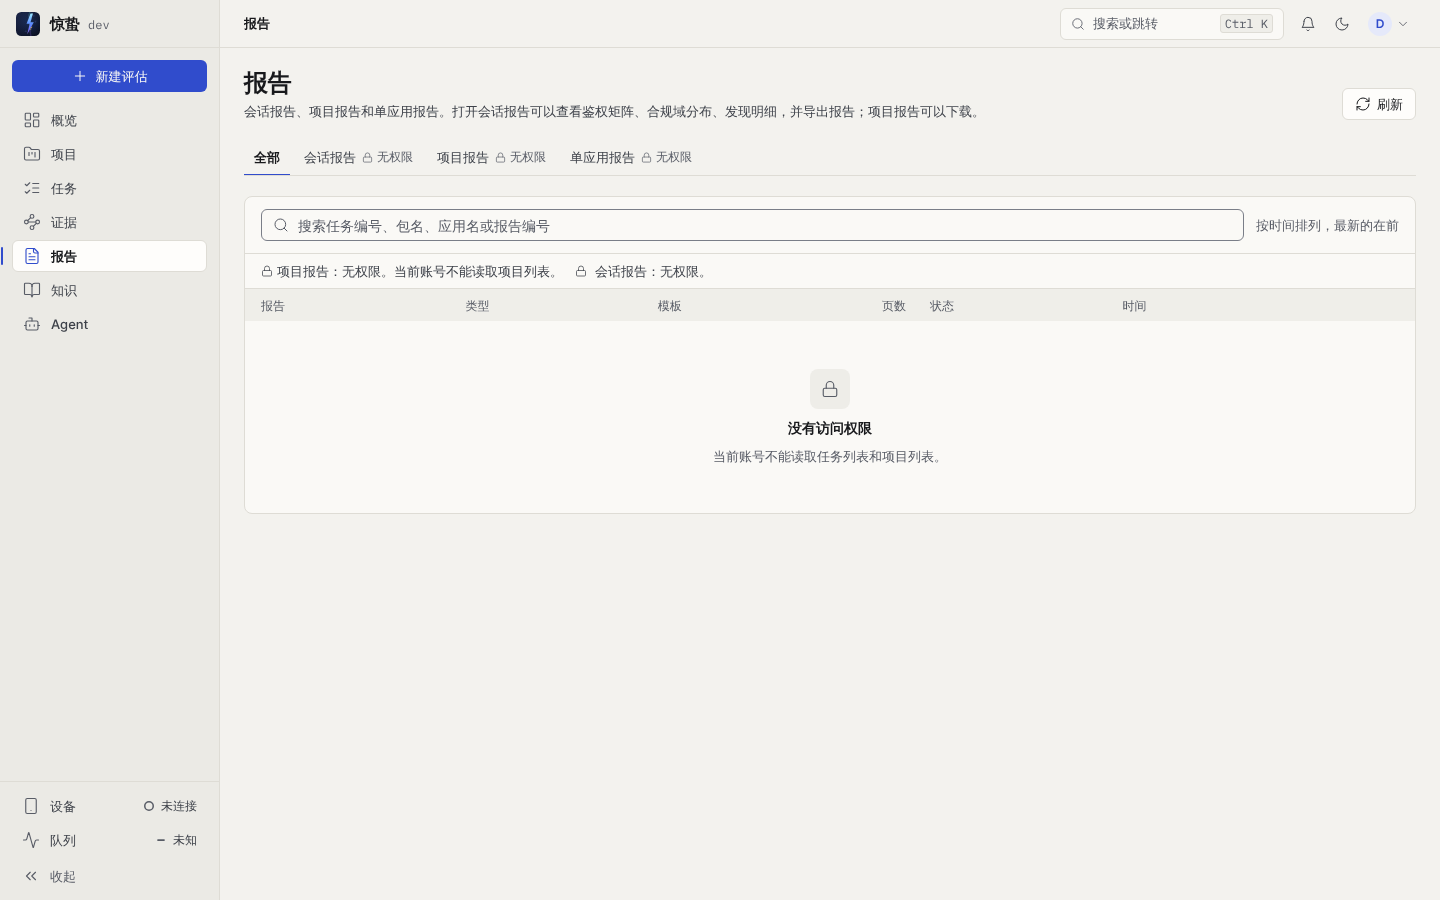 惊蛰 dev
报告
搜索或跳转 Ctrl K
D
新建评估
概览
项目
任务
证据
报告
知识
Agent
设备 未连接
队列 未知
收起
报告
会话报告、项目报告和单应用报告。打开会话报告可以查看鉴权矩阵、合规域分布、发现明细，并导出报告；项目报告可以下载。
刷新
全部 会话报告 无权限 项目报告 无权限 单应用报告 无权限
搜索任务编号、包名、应用名或报告编号
按时间排列，最新的在前
项目报告：无权限。当前账号不能读取项目列表。 会话报告：无权限。
报告 类型 模板 页数 状态 时间
没有访问权限
当前账号不能读取任务列表和项目列表。